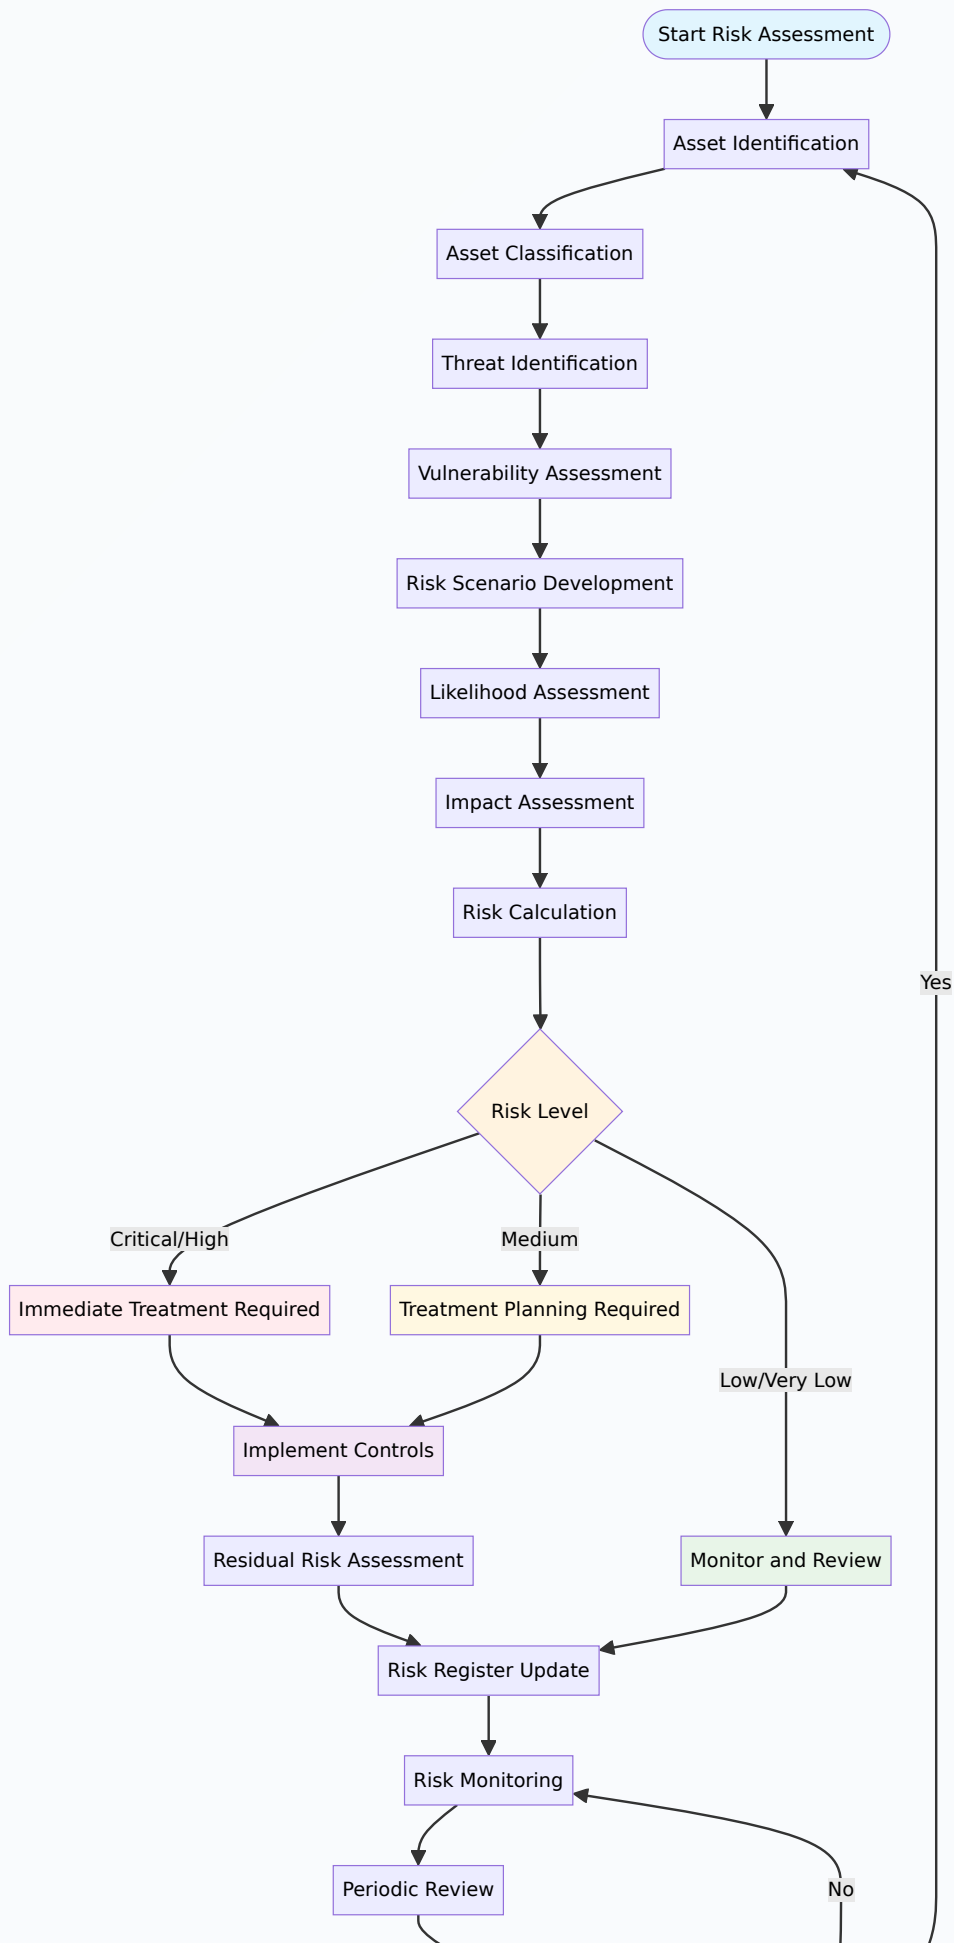 Start Risk Assessment
Asset Identification
Asset Classification
Threat Identification
Vulnerability Assessment
Risk Scenario Development
Likelihood Assessment
Impact Assessment
Risk Calculation
Yes
Risk Level
Critical/High
Medium
Immediate Treatment Required
Treatment Planning Required
Low/Very Low
Implement Controls
Residual Risk Assessment
Monitor and Review
Risk Register Update
Risk Monitoring
Periodic Review
No